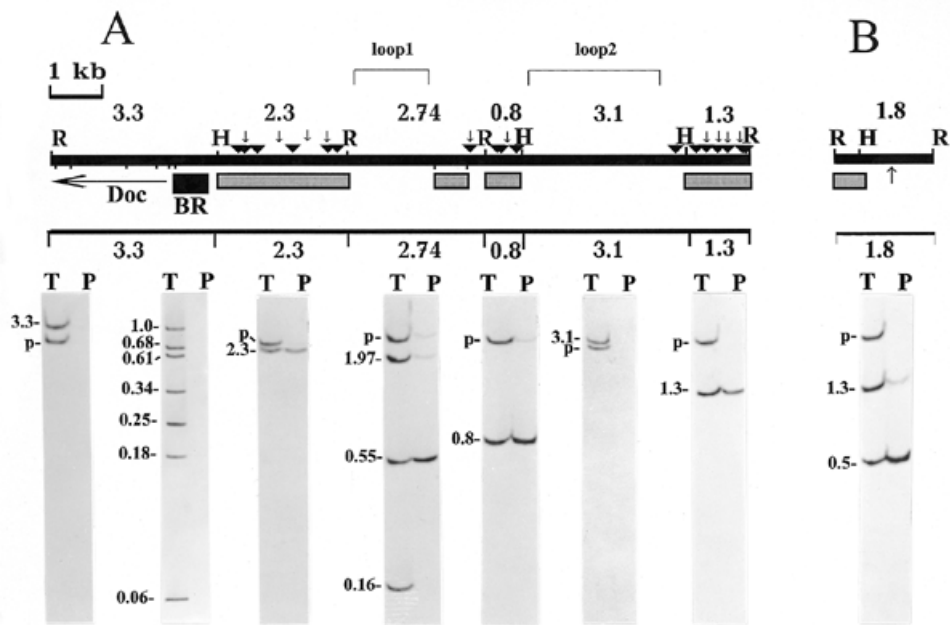 A B
loop1 loop2
1 kb
3.3 2.3 2.74 0.8 3.1 1.3 1.8
R H R R H H R R H R
Doc BR
3.3 2.3 2.74 0.8 3.1 1.3 1.8
T P T P T P T P T P T P T P T P
3.3-
p-
1.0-
0.68-
0.61-
0.34-
0.25-
0.18-
0.06-
p
2.3-
p-
1.97-
0.55-
0.16-
p-
0.8-
3.1-
p-
p-
1.3-
p-
1.3-
0.5-